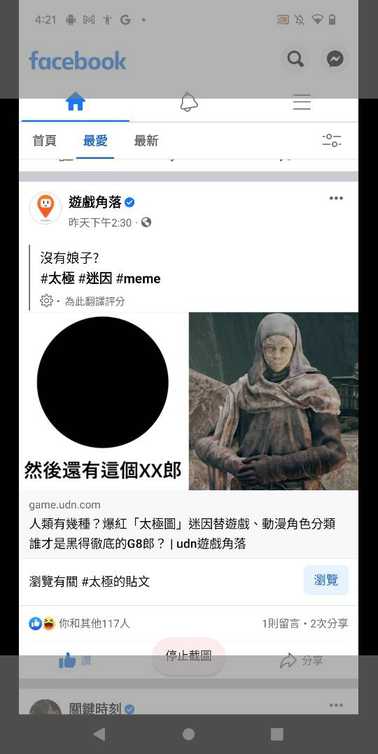 4:21
facebook
首頁 最愛 最新
遊戲角落
昨天下午2:30
沒有娘子?
#太極 #迷因 #meme
為此翻譯評分
然後還有這個XX郎
game.udn.com
人類有幾種？爆紅「太極圖」迷因替遊戲、動漫角色分類
誰才是黑得徹底的G8郎？ | udn遊戲角落
瀏覽有關 #太極的貼文 瀏覽
你和其他117人 1則留言・2次分享
讚 停止截圖 分享
關鍵時刻